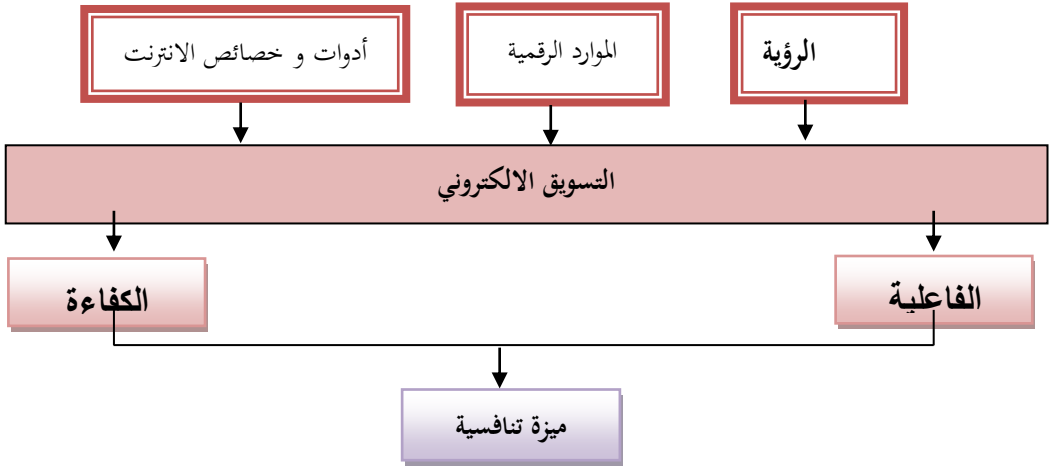 الرؤية
الموارد الرقمية
أدوات و خصائص الانترنت
التسويق الالكتروني
الفاعلية
الكفاءة
ميزة تنافسية